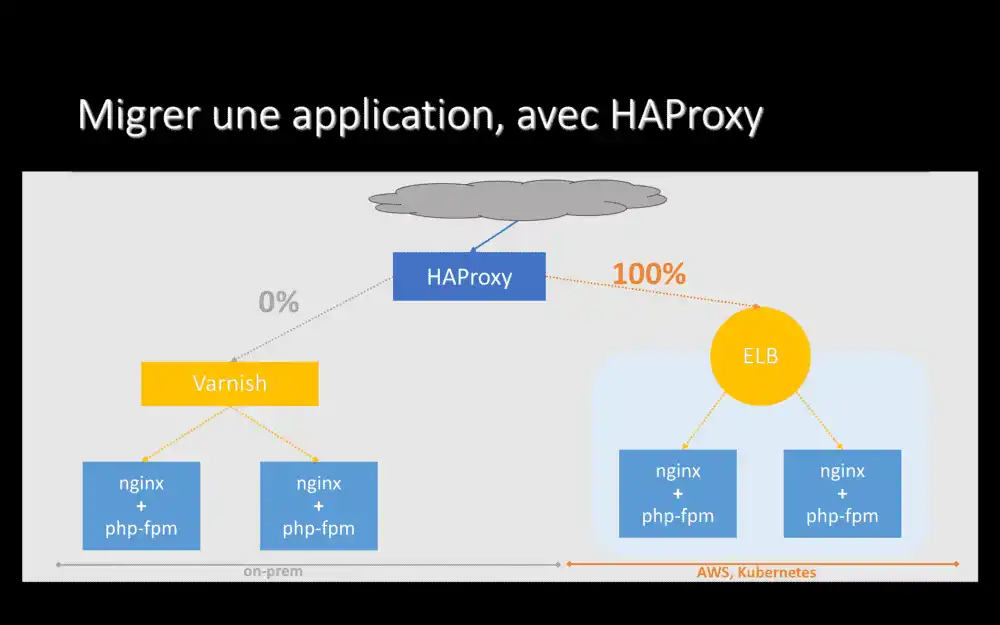 Migrer une application, avec HAProxy
HAProxy
0%
100%
Varnish
ELB
nginx
+
php-fpm
nginx
+
php-fpm
nginx
+
php-fpm
nginx
+
php-fpm
on-prem
AWS, Kubernetes